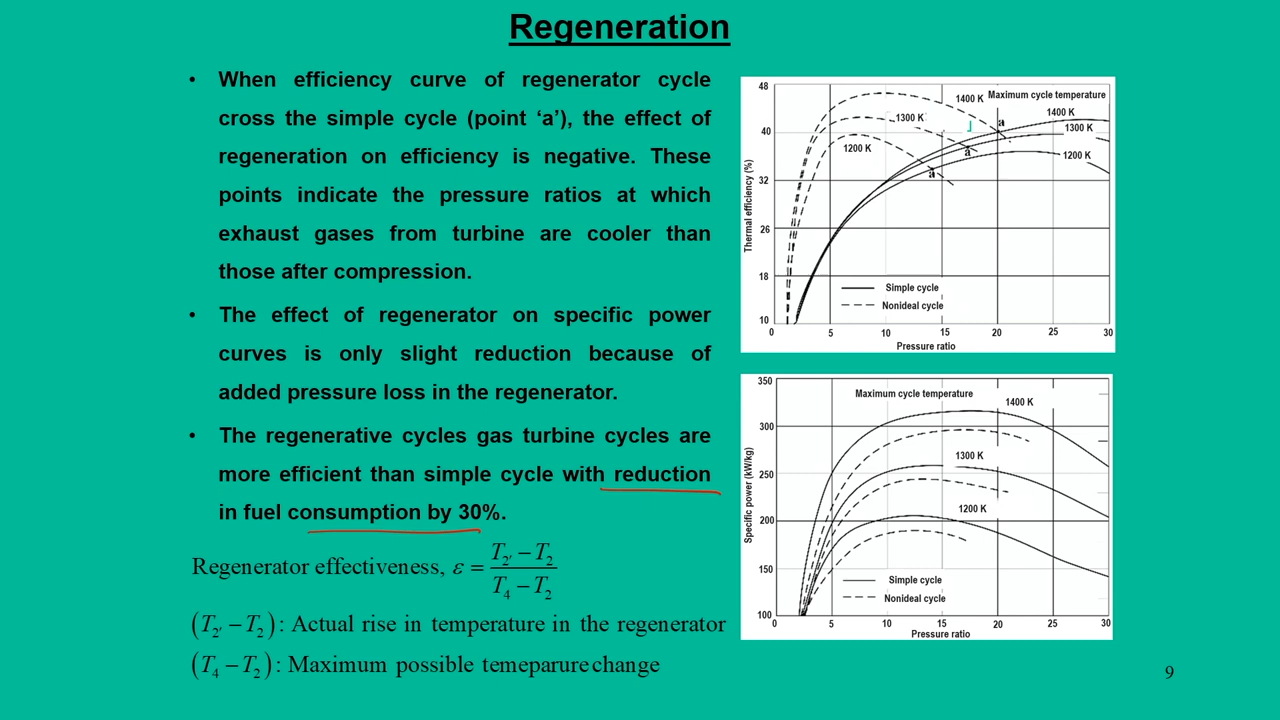 Regeneration
• When efficiency curve of regenerator cycle
cross the simple cycle (point ‘a’), the effect of
regeneration on efficiency is negative. These
points indicate the pressure ratios at which
exhaust gases from turbine are cooler than
those after compression.
• The effect of regenerator on specific power
curves is only slight reduction because of
added pressure loss in the regenerator.
• The regenerative cycles gas turbine cycles are
more efficient than simple cycle with reduction
in fuel consumption by 30%.
Regenerator effectiveness, ε = (T2′ − T2) / (T4 − T2)
(T2′ − T2): Actual rise in temperature in the regenerator
(T4 − T2): Maximum possible temeparure change
48
40
32
26
18
10
Thermal efficiency (%)
1400 K Maximum cycle temperature
1400 K
1300 K
1300 K
1200 K
1200 K
a
a
a
Simple cycle
Nonideal cycle
0 5 10 15 20 25 30
Pressure ratio
350
300
250
200
150
100
Specific power (kW/kg)
Maximum cycle temperature
1400 K
1300 K
1200 K
Simple cycle
Nonideal cycle
0 5 10 15 20 25 30
Pressure ratio
9